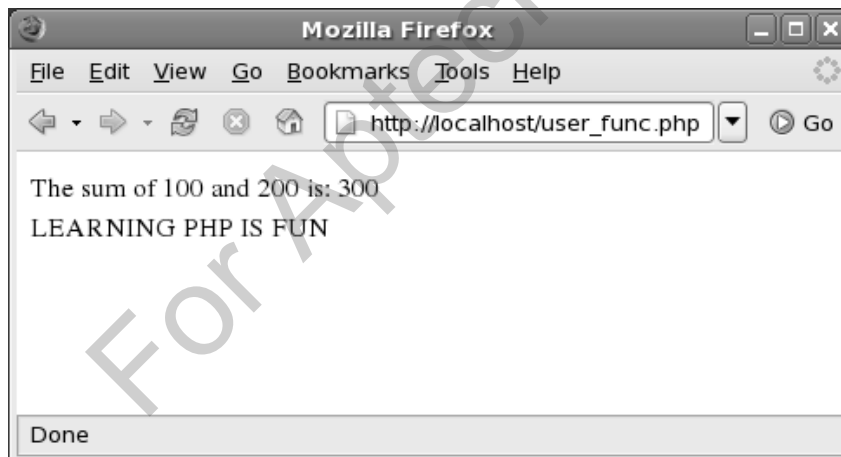 Mozilla Firefox
File Edit View Go Bookmarks Tools Help
http://localhost/user_func.php Go
The sum of 100 and 200 is: 300
LEARNING PHP IS FUN
Done
For Aptech